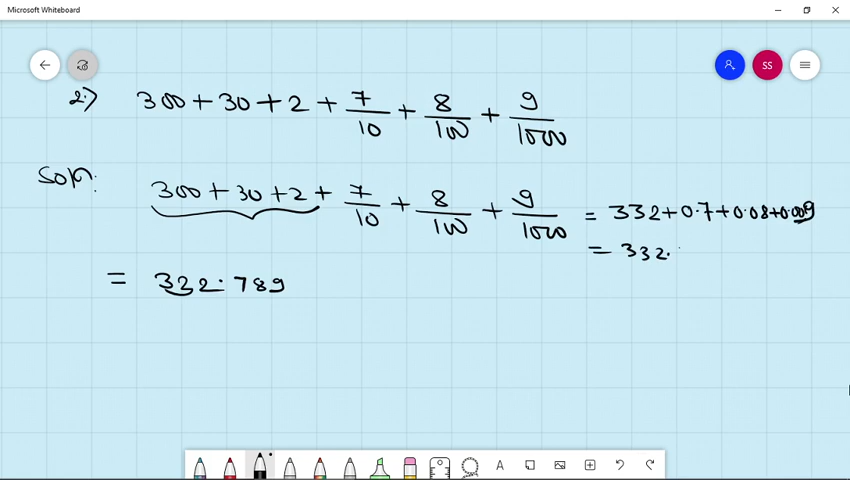 Microsoft Whiteboard
SS
2.) 300 + 30 + 2 + 7/10 + 8/100 + 9/1000
Soln:
300 + 30 + 2 + 7/10 + 8/100 + 9/1000
= 332 + 0.7 + 0.08 + 0.009
= 332.
= 332.789
A